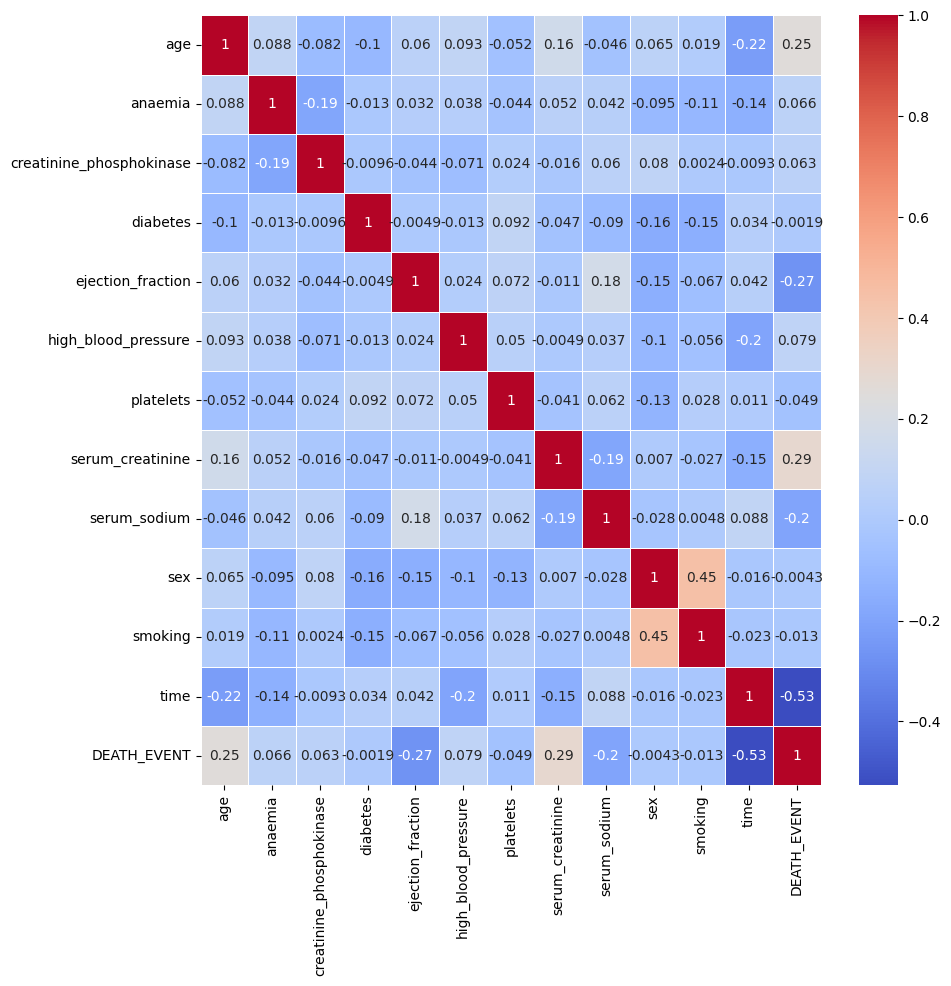 age 1 0.088 -0.082 -0.1 0.06 0.093 -0.052 0.16 -0.046 0.065 0.019 -0.22 0.25
anaemia 0.088 1 -0.19 -0.013 0.032 0.038 -0.044 0.052 0.042 -0.095 -0.11 -0.14 0.066
creatinine_phosphokinase -0.082 -0.19 1 -0.0096 -0.044 -0.071 0.024 -0.016 0.06 0.08 0.0024 -0.0093 0.063
diabetes -0.1 -0.013 -0.0096 1 -0.0049 -0.013 0.092 -0.047 -0.09 -0.16 -0.15 0.034 -0.0019
ejection_fraction 0.06 0.032 -0.044 -0.0049 1 0.024 0.072 -0.011 0.18 -0.15 -0.067 0.042 -0.27
high_blood_pressure 0.093 0.038 -0.071 -0.013 0.024 1 0.05 -0.0049 0.037 -0.1 -0.056 -0.2 0.079
platelets -0.052 -0.044 0.024 0.092 0.072 0.05 1 -0.041 0.062 -0.13 0.028 0.011 -0.049
serum_creatinine 0.16 0.052 -0.016 -0.047 -0.011 -0.0049 -0.041 1 -0.19 0.007 -0.027 -0.15 0.29
serum_sodium -0.046 0.042 0.06 -0.09 0.18 0.037 0.062 -0.19 1 -0.028 0.0048 0.088 -0.2
sex 0.065 -0.095 0.08 -0.16 -0.15 -0.1 -0.13 0.007 -0.028 1 0.45 -0.016 -0.0043
smoking 0.019 -0.11 0.0024 -0.15 -0.067 -0.056 0.028 -0.027 0.0048 0.45 1 -0.023 -0.013
time -0.22 -0.14 -0.0093 0.034 0.042 -0.2 0.011 -0.15 0.088 -0.016 -0.023 1 -0.53
DEATH_EVENT 0.25 0.066 0.063 -0.0019 -0.27 0.079 -0.049 0.29 -0.2 -0.0043 -0.013 -0.53 1
age
anaemia
creatinine_phosphokinase
diabetes
ejection_fraction
high_blood_pressure
platelets
serum_creatinine
serum_sodium
sex
smoking
time
DEATH_EVENT
1.0
0.8
0.6
0.4
0.2
0.0
−0.2
−0.4